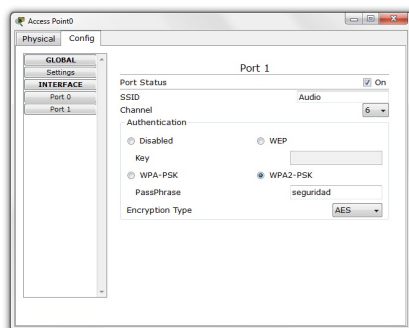 Access Point0
Physical Config
GLOBAL
Settings
INTERFACE
Port 0
Port 1
Port 1
Port Status On
SSID Audio
Channel 6
Authentication
Disabled WEP
Key
WPA-PSK WPA2-PSK
PassPhrase seguridad
Encryption Type AES